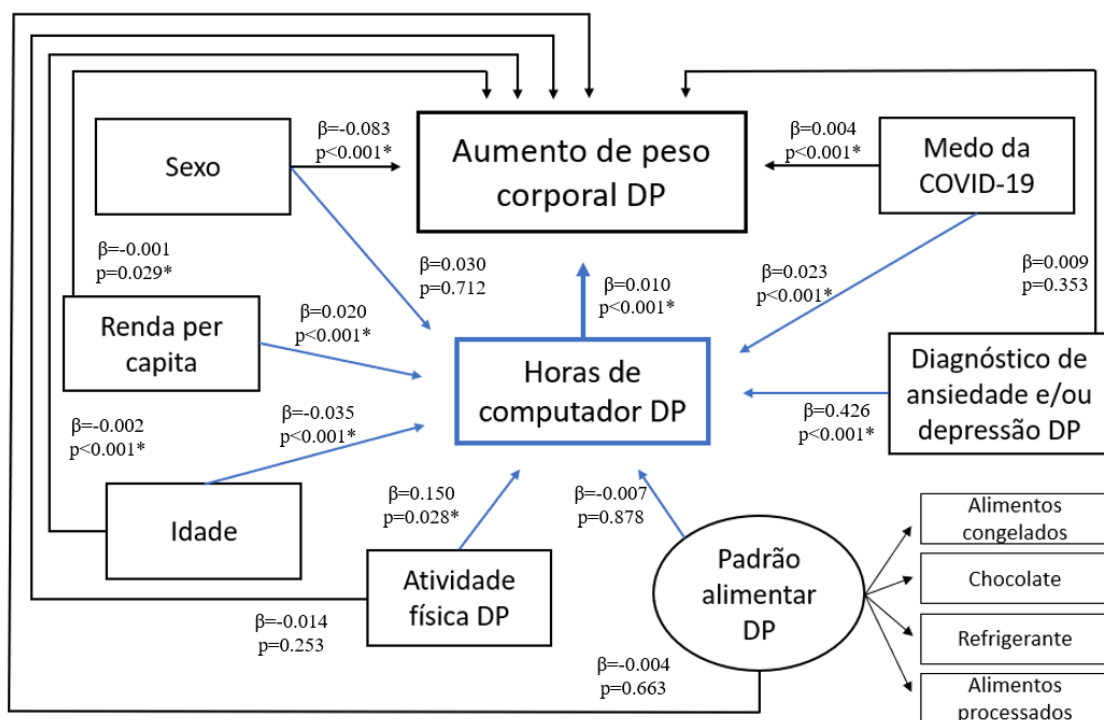 Sexo
β=-0.083
p<0.001*
Aumento de peso
corporal DP
β=0.004
p<0.001*
Medo da
COVID-19
β=-0.001
p=0.029*
β=0.030
p=0.712
β=0.010
p<0.001*
β=0.023
p<0.001*
β=0.009
p=0.353
Renda per
capita
β=0.020
p<0.001*
Horas de
computador DP
Diagnóstico de
ansiedade e/ou
depressão DP
β=-0.002
p<0.001*
β=-0.035
p<0.001*
β=0.426
p<0.001*
Idade
β=0.150
p=0.028*
β=-0.007
p=0.878
Atividade
física DP
Padrão
alimentar
DP
Alimentos
congelados
Chocolate
Refrigerante
Alimentos
processados
β=-0.014
p=0.253
β=-0.004
p=0.663